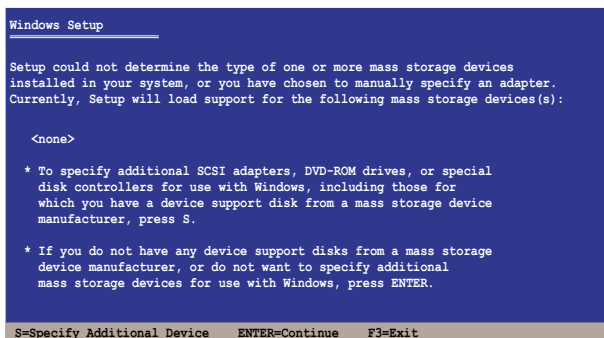 Windows Setup
Setup could not determine the type of one or more mass storage devices
installed in your system, or you have chosen to manually specify an adapter.
Currently, Setup will load support for the following mass storage devices(s):
<none>
* To specify additional SCSI adapters, DVD-ROM drives, or special
disk controllers for use with Windows, including those for
which you have a device support disk from a mass storage device
manufacturer, press S.
* If you do not have any device support disks from a mass storage
device manufacturer, or do not want to specify additional
mass storage devices for use with Windows, press ENTER.
S=Specify Additional Device ENTER=Continue F3=Exit